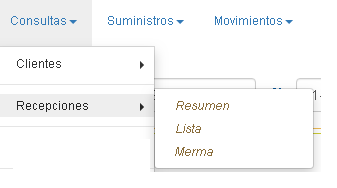 Consultas Suministros Movimientos
Clientes
Recepciones
Resumen
Lista
Merma